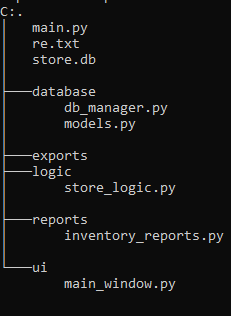 C:.
│   main.py
│   re.txt
│   store.db
│
├───database
│       db_manager.py
│       models.py
│
├───exports
├───logic
│       store_logic.py
│
├───reports
│       inventory_reports.py
│
└───ui
        main_window.py